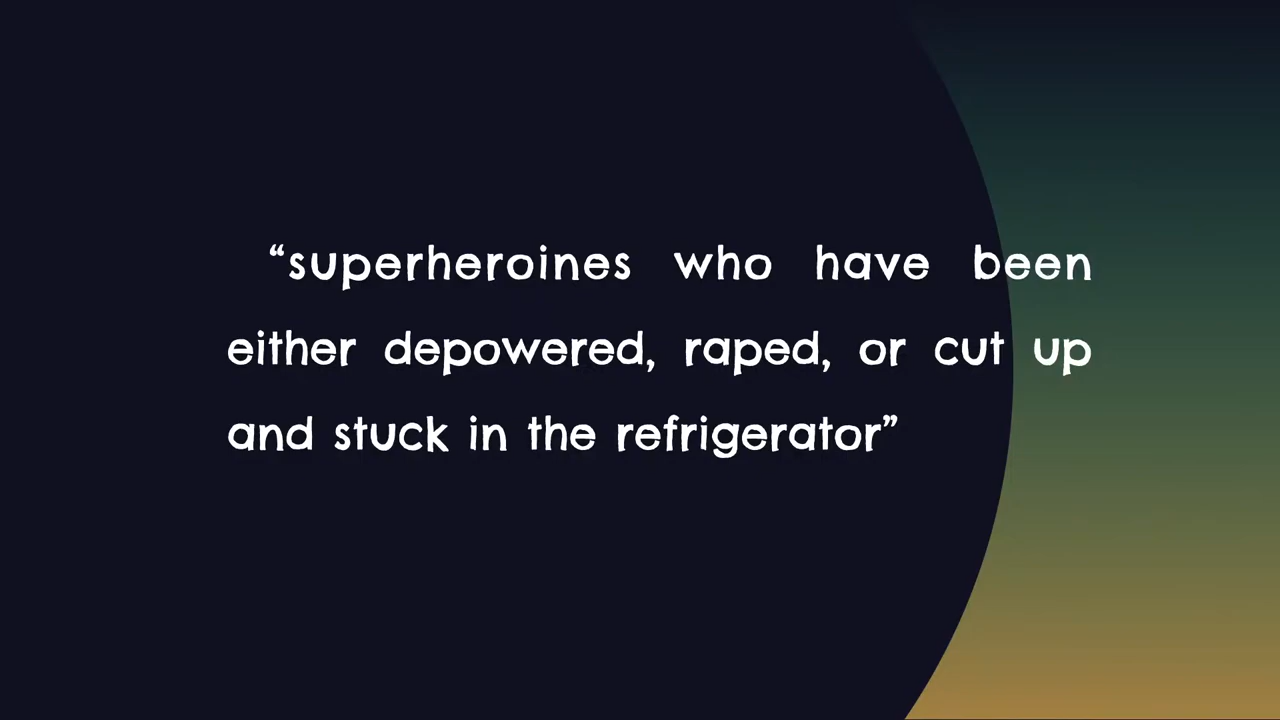 “superheroines who have been
either depowered, raped, or cut up
and stuck in the refrigerator”